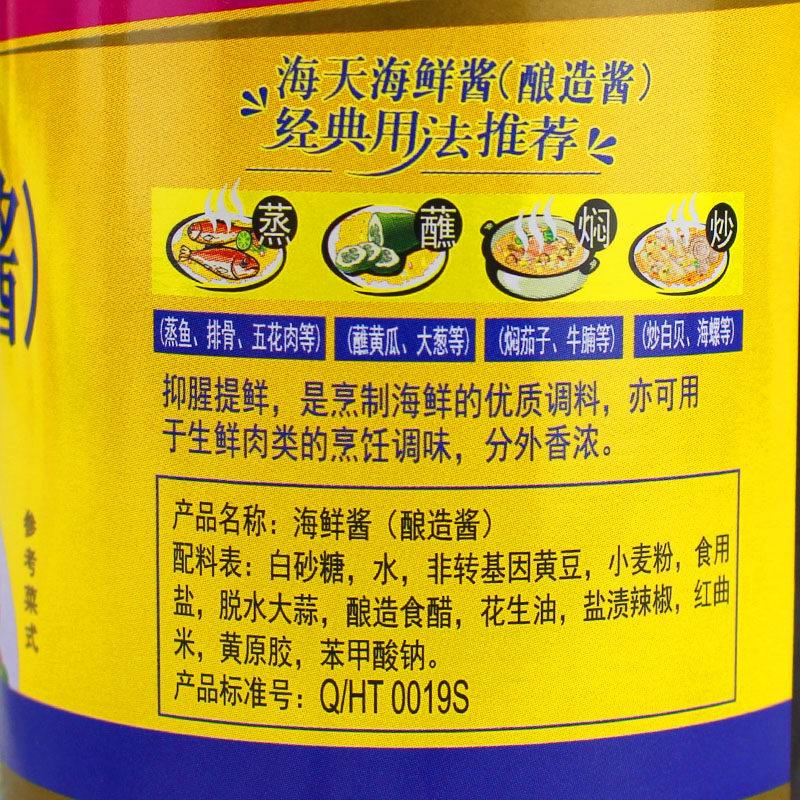 海天海鲜酱（酿造酱）
经典用法推荐
蒸
蘸
焖
炒
（蒸鱼、排骨、五花肉等）
（蘸黄瓜、大葱等）
（焖茄子、牛腩等）
（炒白贝、海螺等）
抑腥提鲜，是烹制海鲜的优质调料，亦可用
于生鲜肉类的烹饪调味，分外香浓。
产品名称：海鲜酱（酿造酱）
配料表：白砂糖，水，非转基因黄豆，小麦粉，食用
盐，脱水大蒜，酿造食醋，花生油，盐渍辣椒，红曲
米，黄原胶，苯甲酸钠。
产品标准号：Q/HT 0019S
酱）
参考菜式